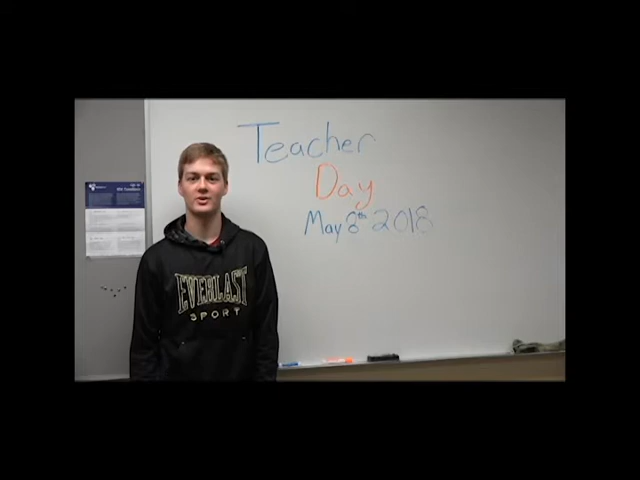 Teacher
Day
May 8th 2018
EVERLAST
SPORT